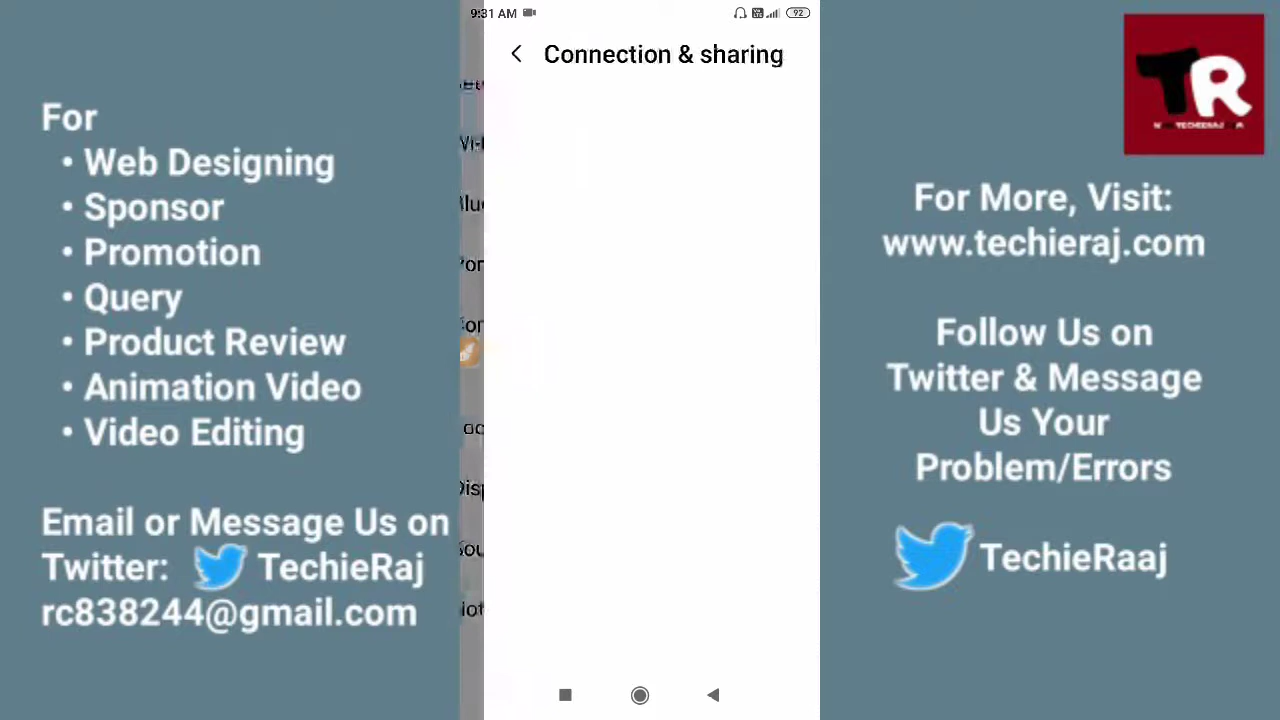 For
• Web Designing
• Sponsor
• Promotion
• Query
• Product Review
• Animation Video
• Video Editing
Email or Message Us on
Twitter: TechieRaj
rc838244@gmail.com
9:31 AM
92
Connection & sharing
TR
For More, Visit:
www.techieraj.com
Follow Us on
Twitter & Message
Us Your
Problem/Errors
TechieRaaj